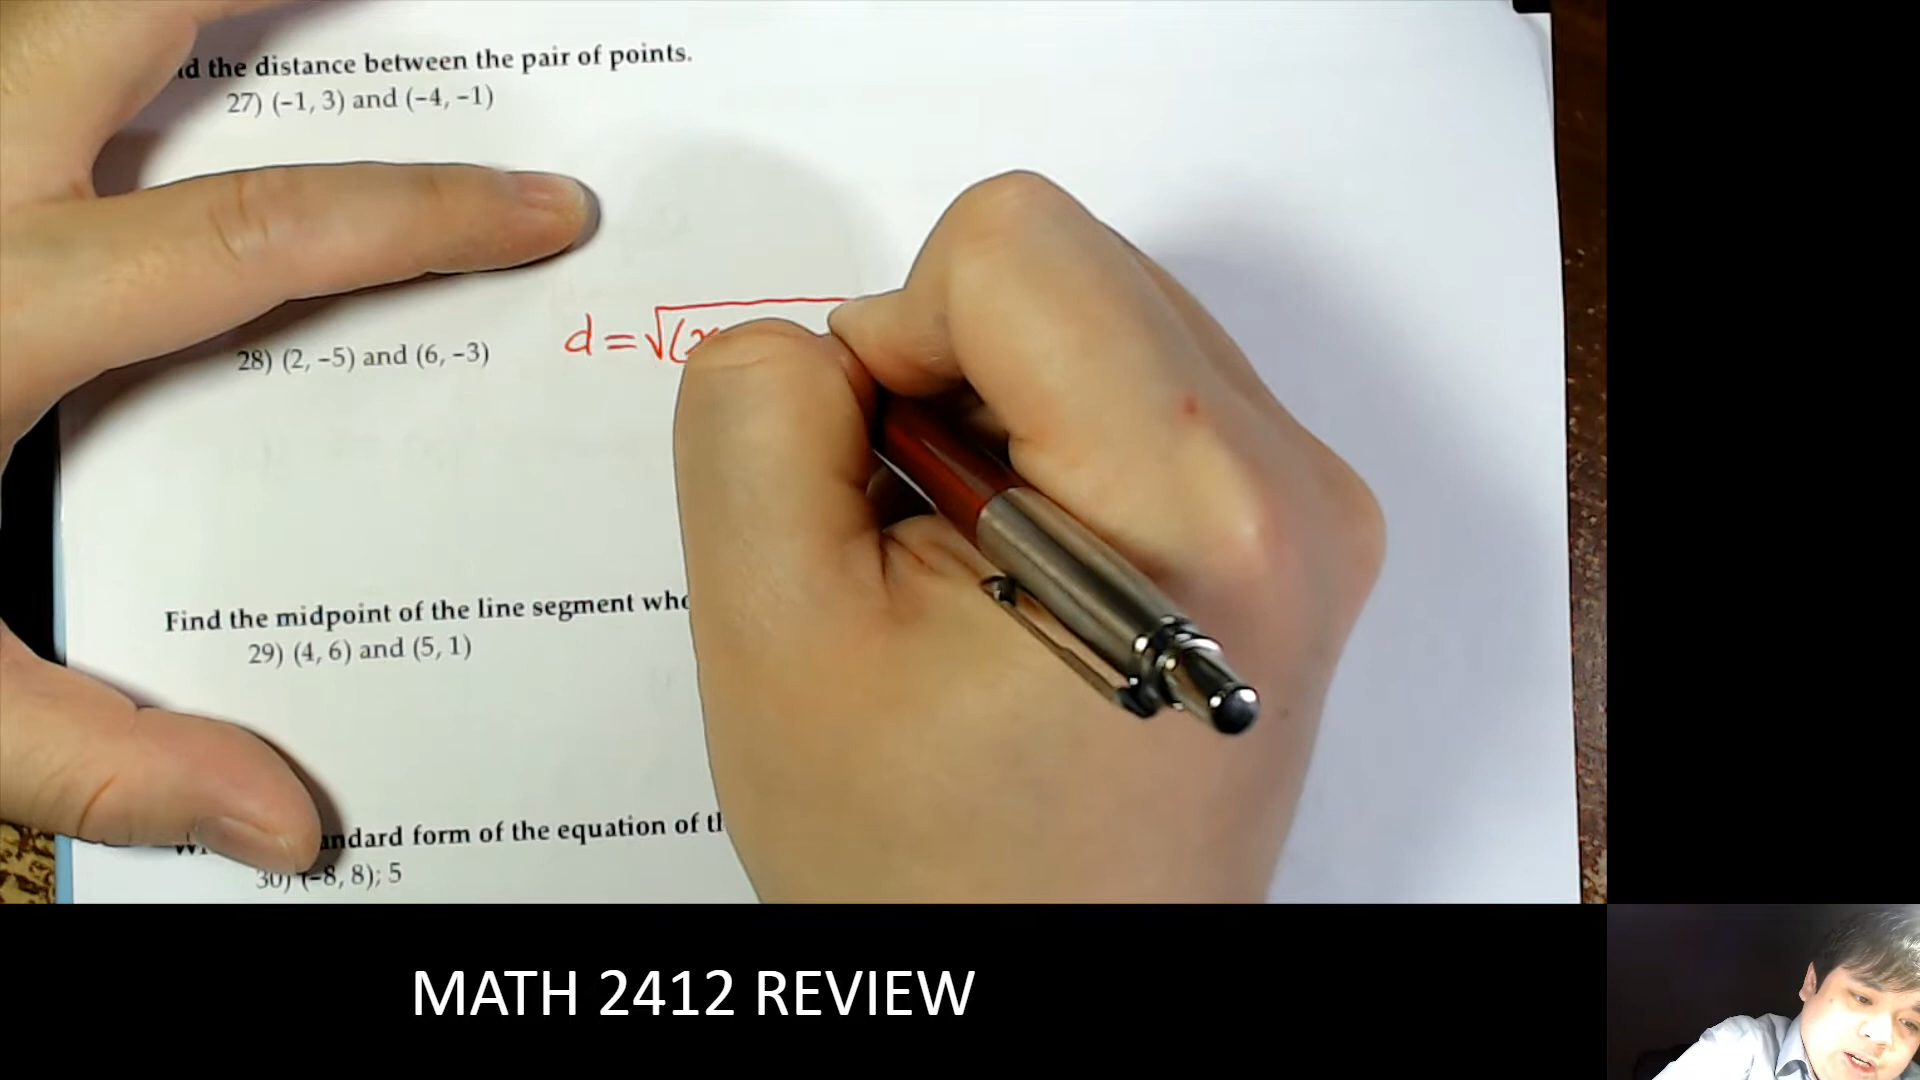 the distance between the pair of points.
27) (−1, 3) and (−4, −1)
d = √(x
28) (2, −5) and (6, −3)
Find the midpoint of the line segment
29) (4, 6) and (5, 1)
form of the equation of
30) (−8, 8); 5
MATH 2412 REVIEW